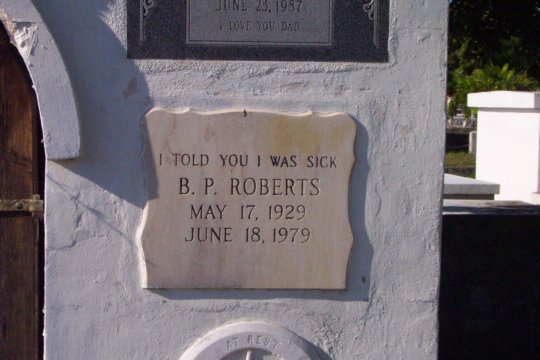 JUNE 23, 1987
I LOVE YOU DAD
I TOLD YOU I WAS SICK
B. P. ROBERTS
MAY 17, 1929
JUNE 18, 1979
AT REST